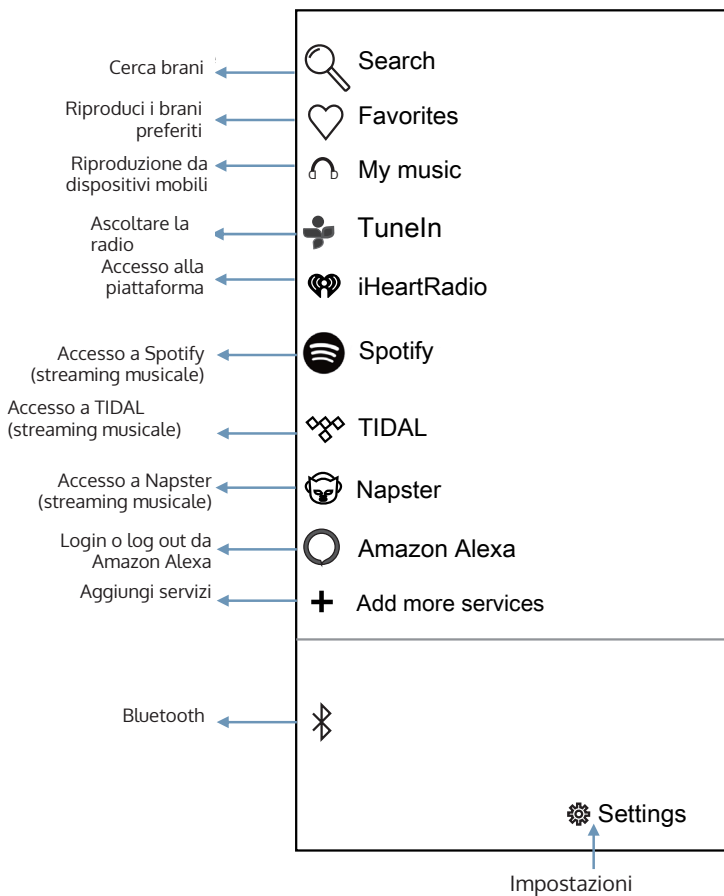 Cerca brani
Search
Riproduci i brani
preferiti
Favorites
Riproduzione da
dispositivi mobili
My music
Ascoltare la
radio
TuneIn
Accesso alla
piattaforma
iHeartRadio
Accesso a Spotify
(streaming musicale)
Spotify
Accesso a TIDAL
(streaming musicale)
TIDAL
Accesso a Napster
(streaming musicale)
Napster
Login o log out da
Amazon Alexa
Amazon Alexa
Aggiungi servizi
Add more services
Bluetooth
Settings
Impostazioni